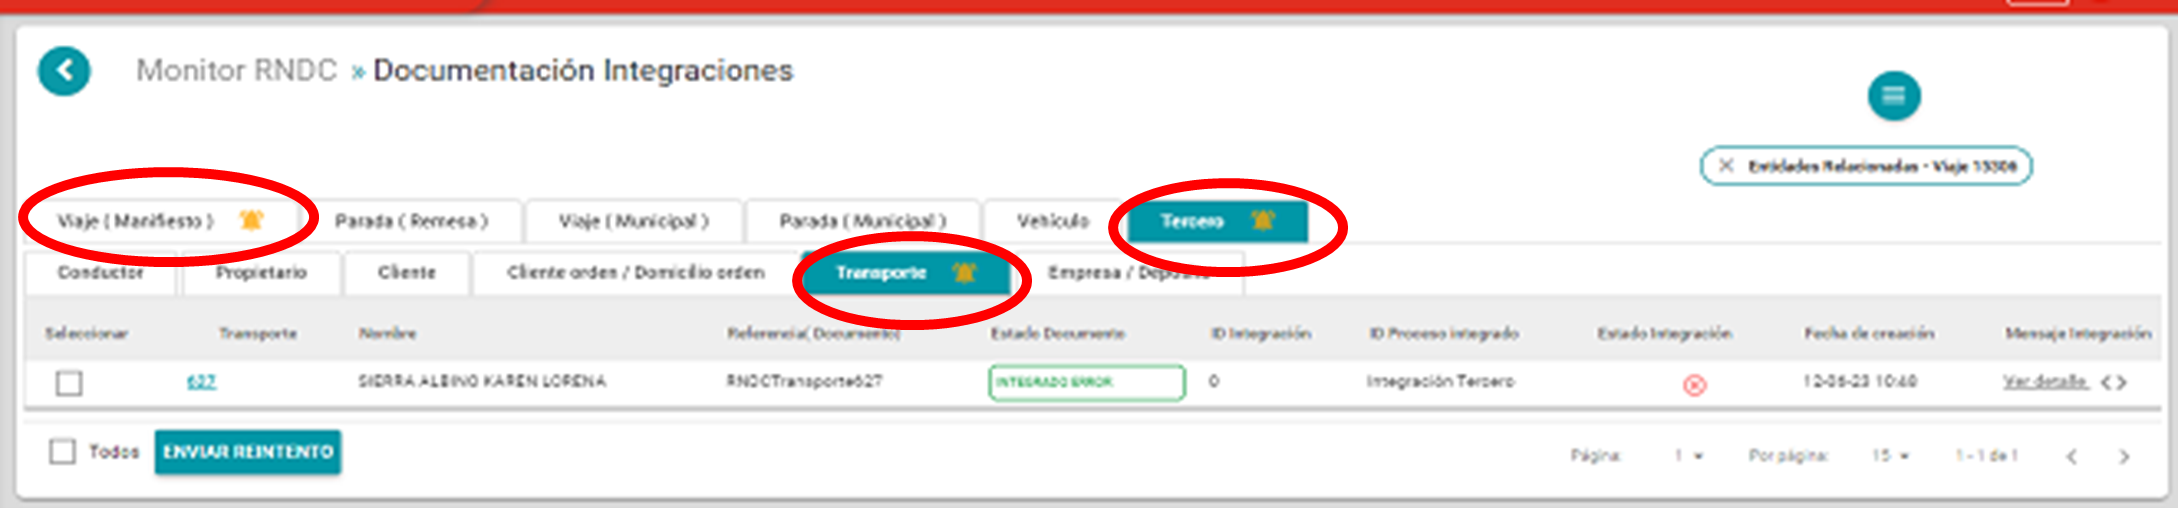 Monitor RNDC » Documentación Integraciones
× Entidades Relacionadas - Viaje 13306
Viaje ( Manifiesto ) Parada ( Remesa ) Viaje ( Municipal ) Parada ( Municipal ) Vehículo Tercero
Conductor Propietario Cliente Cliente orden / Domicilio orden Transporte Empresa /
Seleccionar Transporte Nombre Referencia( Documento) Estado Documento ID Integración ID Proceso integrado Estado Integración Fecha de creación Mensaje Integración
627 SIERRA ALBINO KAREN LORENA RNDCTransporte627 INTEGRADO ERROR 0 Integración Tercero 12-06-23 10:48 Ver detalle < >
Todos ENVIAR REINTENTO Página: 1 Por página: 15 1 - 1 de 1 < >